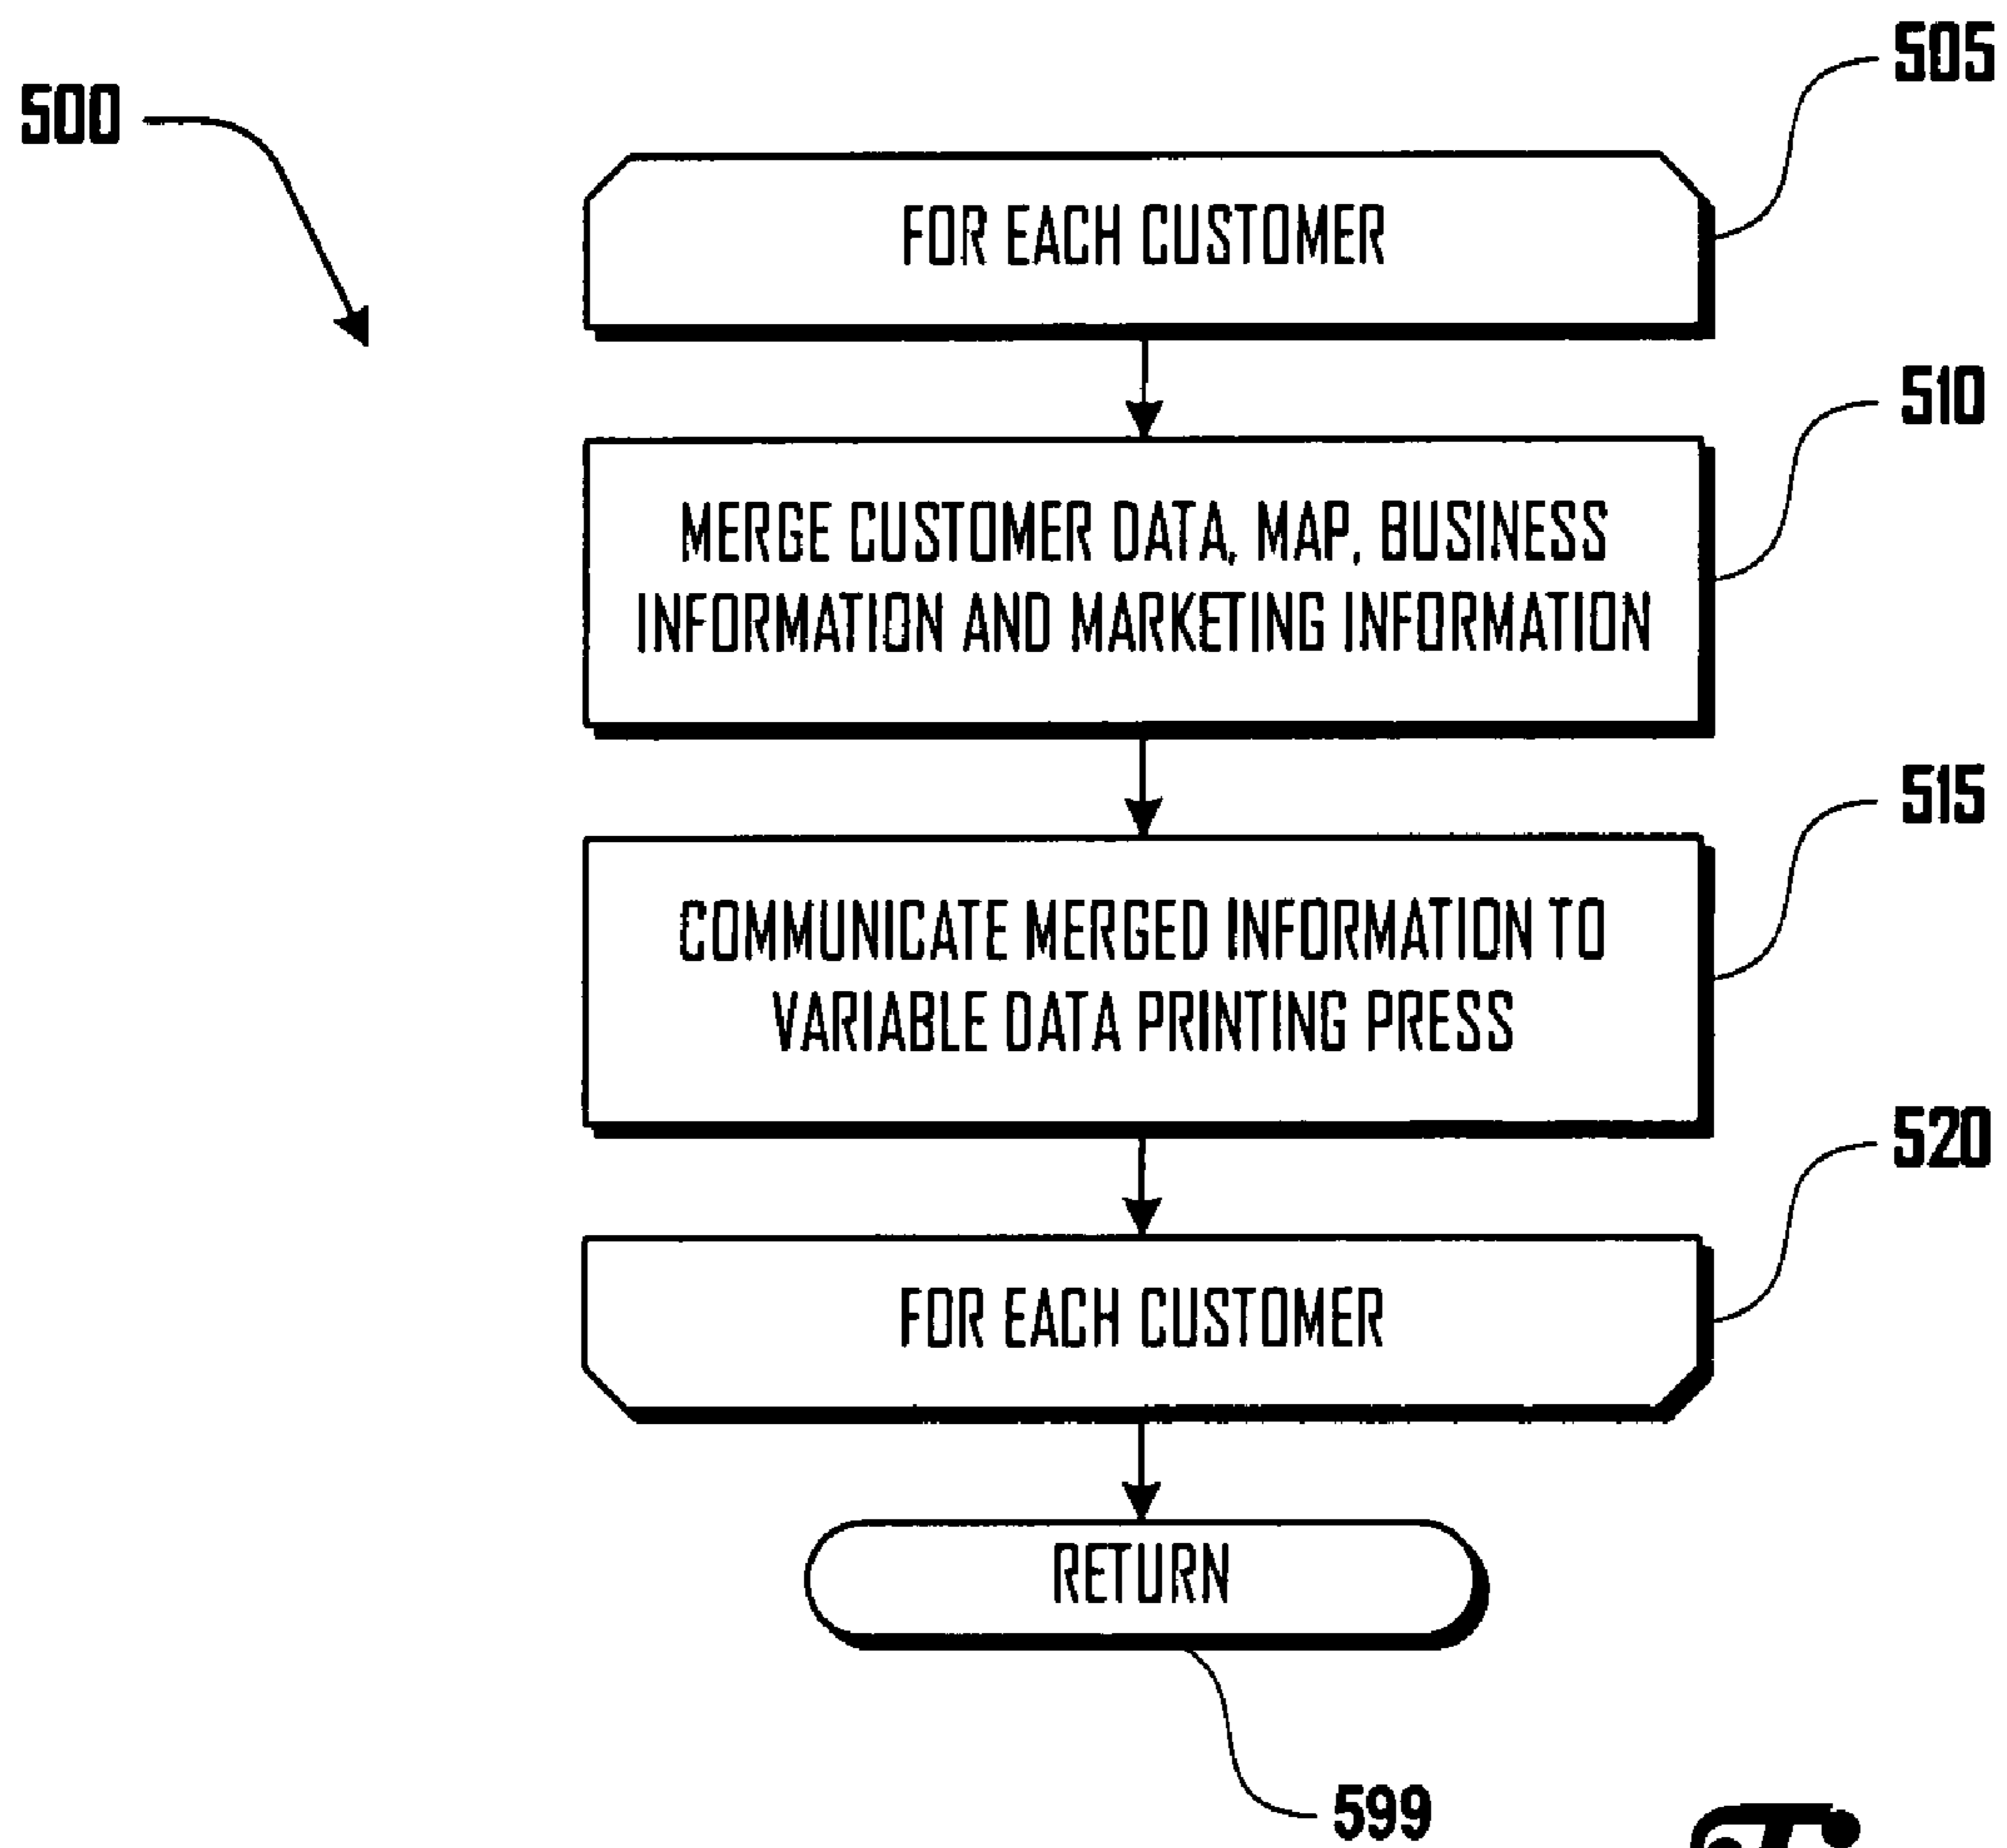 505
500
FOR EACH CUSTOMER
510
MERGE CUSTOMER DATA, MAP, BUSINESS
INFORMATION AND MARKETING INFORMATION
515
COMMUNICATE MERGED INFORMATION TO
VARIABLE DATA PRINTING PRESS
520
FOR EACH CUSTOMER
RETURN
599